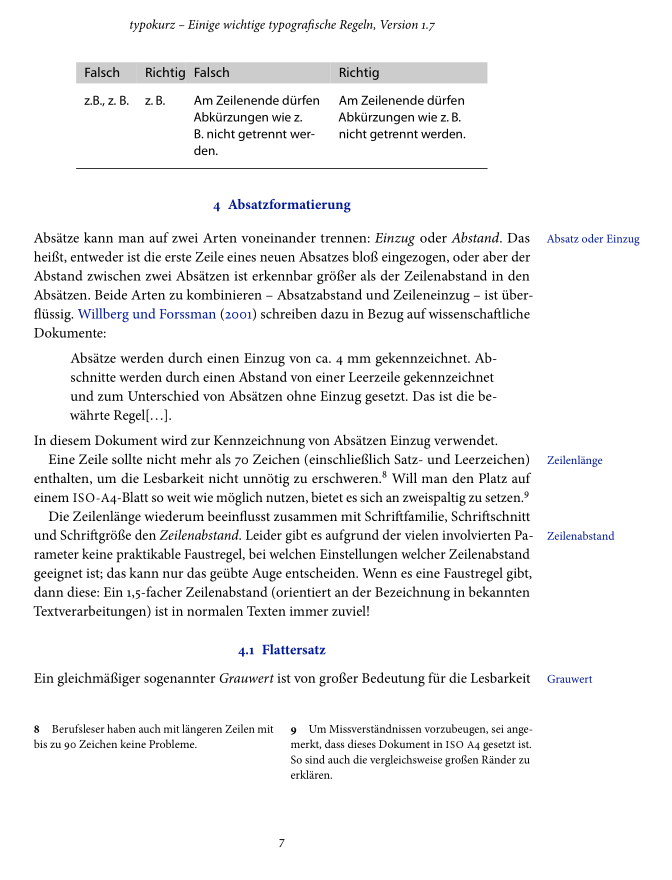 typokurz – Einige wichtige typografische Regeln, Version 1.7
Falsch Richtig Falsch Richtig
z.B., z. B. z. B. Am Zeilenende dürfen Am Zeilenende dürfen
Abkürzungen wie z. Abkürzungen wie z. B.
B. nicht getrennt wer- nicht getrennt werden.
den.
4 Absatzformatierung
Absätze kann man auf zwei Arten voneinander trennen: Einzug oder Abstand. Das Absatz oder Einzug
heißt, entweder ist die erste Zeile eines neuen Absatzes bloß eingezogen, oder aber der
Abstand zwischen zwei Absätzen ist erkennbar größer als der Zeilenabstand in den
Absätzen. Beide Arten zu kombinieren – Absatzabstand und Zeileneinzug – ist über-
flüssig. Willberg und Forssman (2001) schreiben dazu in Bezug auf wissenschaftliche
Dokumente:
Absätze werden durch einen Einzug von ca. 4 mm gekennzeichnet. Ab-
schnitte werden durch einen Abstand von einer Leerzeile gekennzeichnet
und zum Unterschied von Absätzen ohne Einzug gesetzt. Das ist die be-
währte Regel[…].
In diesem Dokument wird zur Kennzeichnung von Absätzen Einzug verwendet.
Eine Zeile sollte nicht mehr als 70 Zeichen (einschließlich Satz- und Leerzeichen) Zeilenlänge
enthalten, um die Lesbarkeit nicht unnötig zu erschweren.8 Will man den Platz auf
einem ISO-A4-Blatt so weit wie möglich nutzen, bietet es sich an zweispaltig zu setzen.9
Die Zeilenlänge wiederum beeinflusst zusammen mit Schriftfamilie, Schriftschnitt
und Schriftgröße den Zeilenabstand. Leider gibt es aufgrund der vielen involvierten Pa- Zeilenabstand
rameter keine praktikable Faustregel, bei welchen Einstellungen welcher Zeilenabstand
geeignet ist; das kann nur das geübte Auge entscheiden. Wenn es eine Faustregel gibt,
dann diese: Ein 1,5-facher Zeilenabstand (orientiert an der Bezeichnung in bekannten
Textverarbeitungen) ist in normalen Texten immer zuviel!
4.1 Flattersatz
Ein gleichmäßiger sogenannter Grauwert ist von großer Bedeutung für die Lesbarkeit Grauwert
8 Berufsleser haben auch mit längeren Zeilen mit
bis zu 90 Zeichen keine Probleme.
9 Um Missverständnissen vorzubeugen, sei ange-
merkt, dass dieses Dokument in ISO A4 gesetzt ist.
So sind auch die vergleichsweise großen Ränder zu
erklären.
7